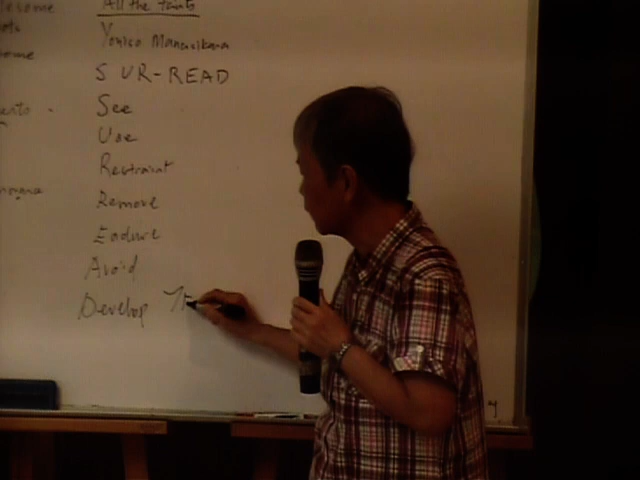 All the taints
Yoniso Manasikara
S UR-READ
See
Use
Restraint
Remove
Endure
Avoid
Develop